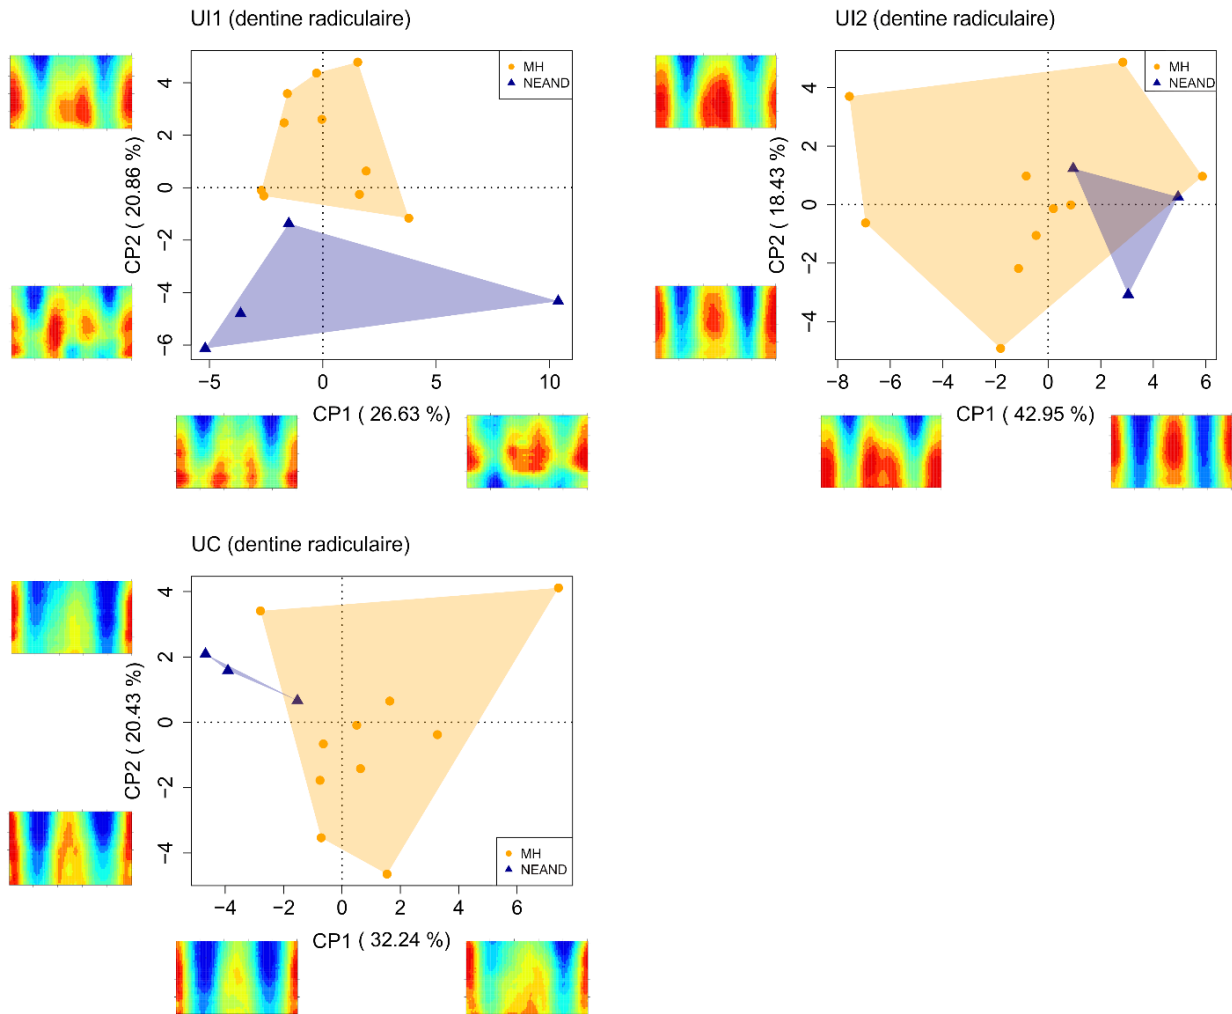 UI1 (dentine radiculaire)
MH
NEAND
4
2
0
−2
−4
−6
CP2 ( 20.86 %)
−5
0
5
10
CP1 ( 26.63 %)
UI2 (dentine radiculaire)
MH
NEAND
4
2
0
−2
−4
CP2 ( 18.43 %)
−8
−6
−4
−2
0
2
4
6
CP1 ( 42.95 %)
UC (dentine radiculaire)
4
2
0
−2
−4
CP2 ( 20.43 %)
MH
NEAND
−4
−2
0
2
4
6
CP1 ( 32.24 %)